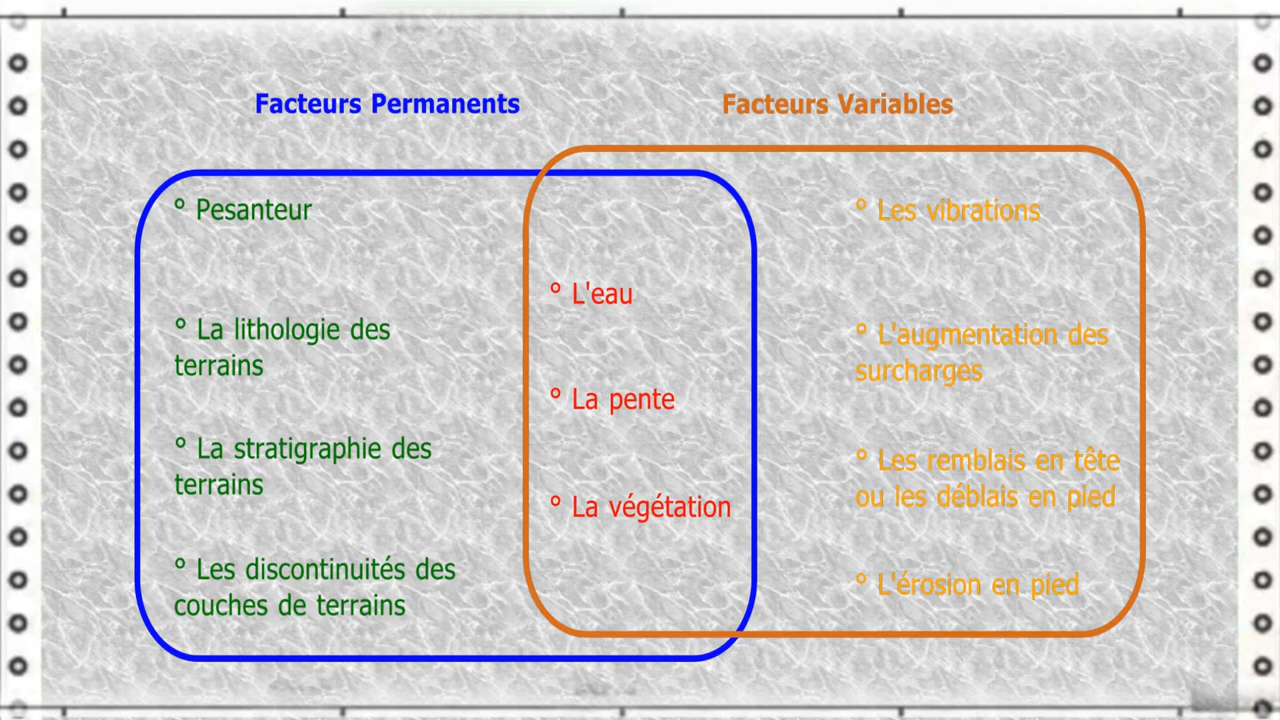 Facteurs Permanents
Facteurs Variables
° Pesanteur
° La lithologie des
terrains
° La stratigraphie des
terrains
° Les discontinuités des
couches de terrains
° L'eau
° La pente
° La végétation
° Les vibrations
° L'augmentation des
surcharges
° Les remblais en tête
ou les déblais en pied
° L'érosion en pied